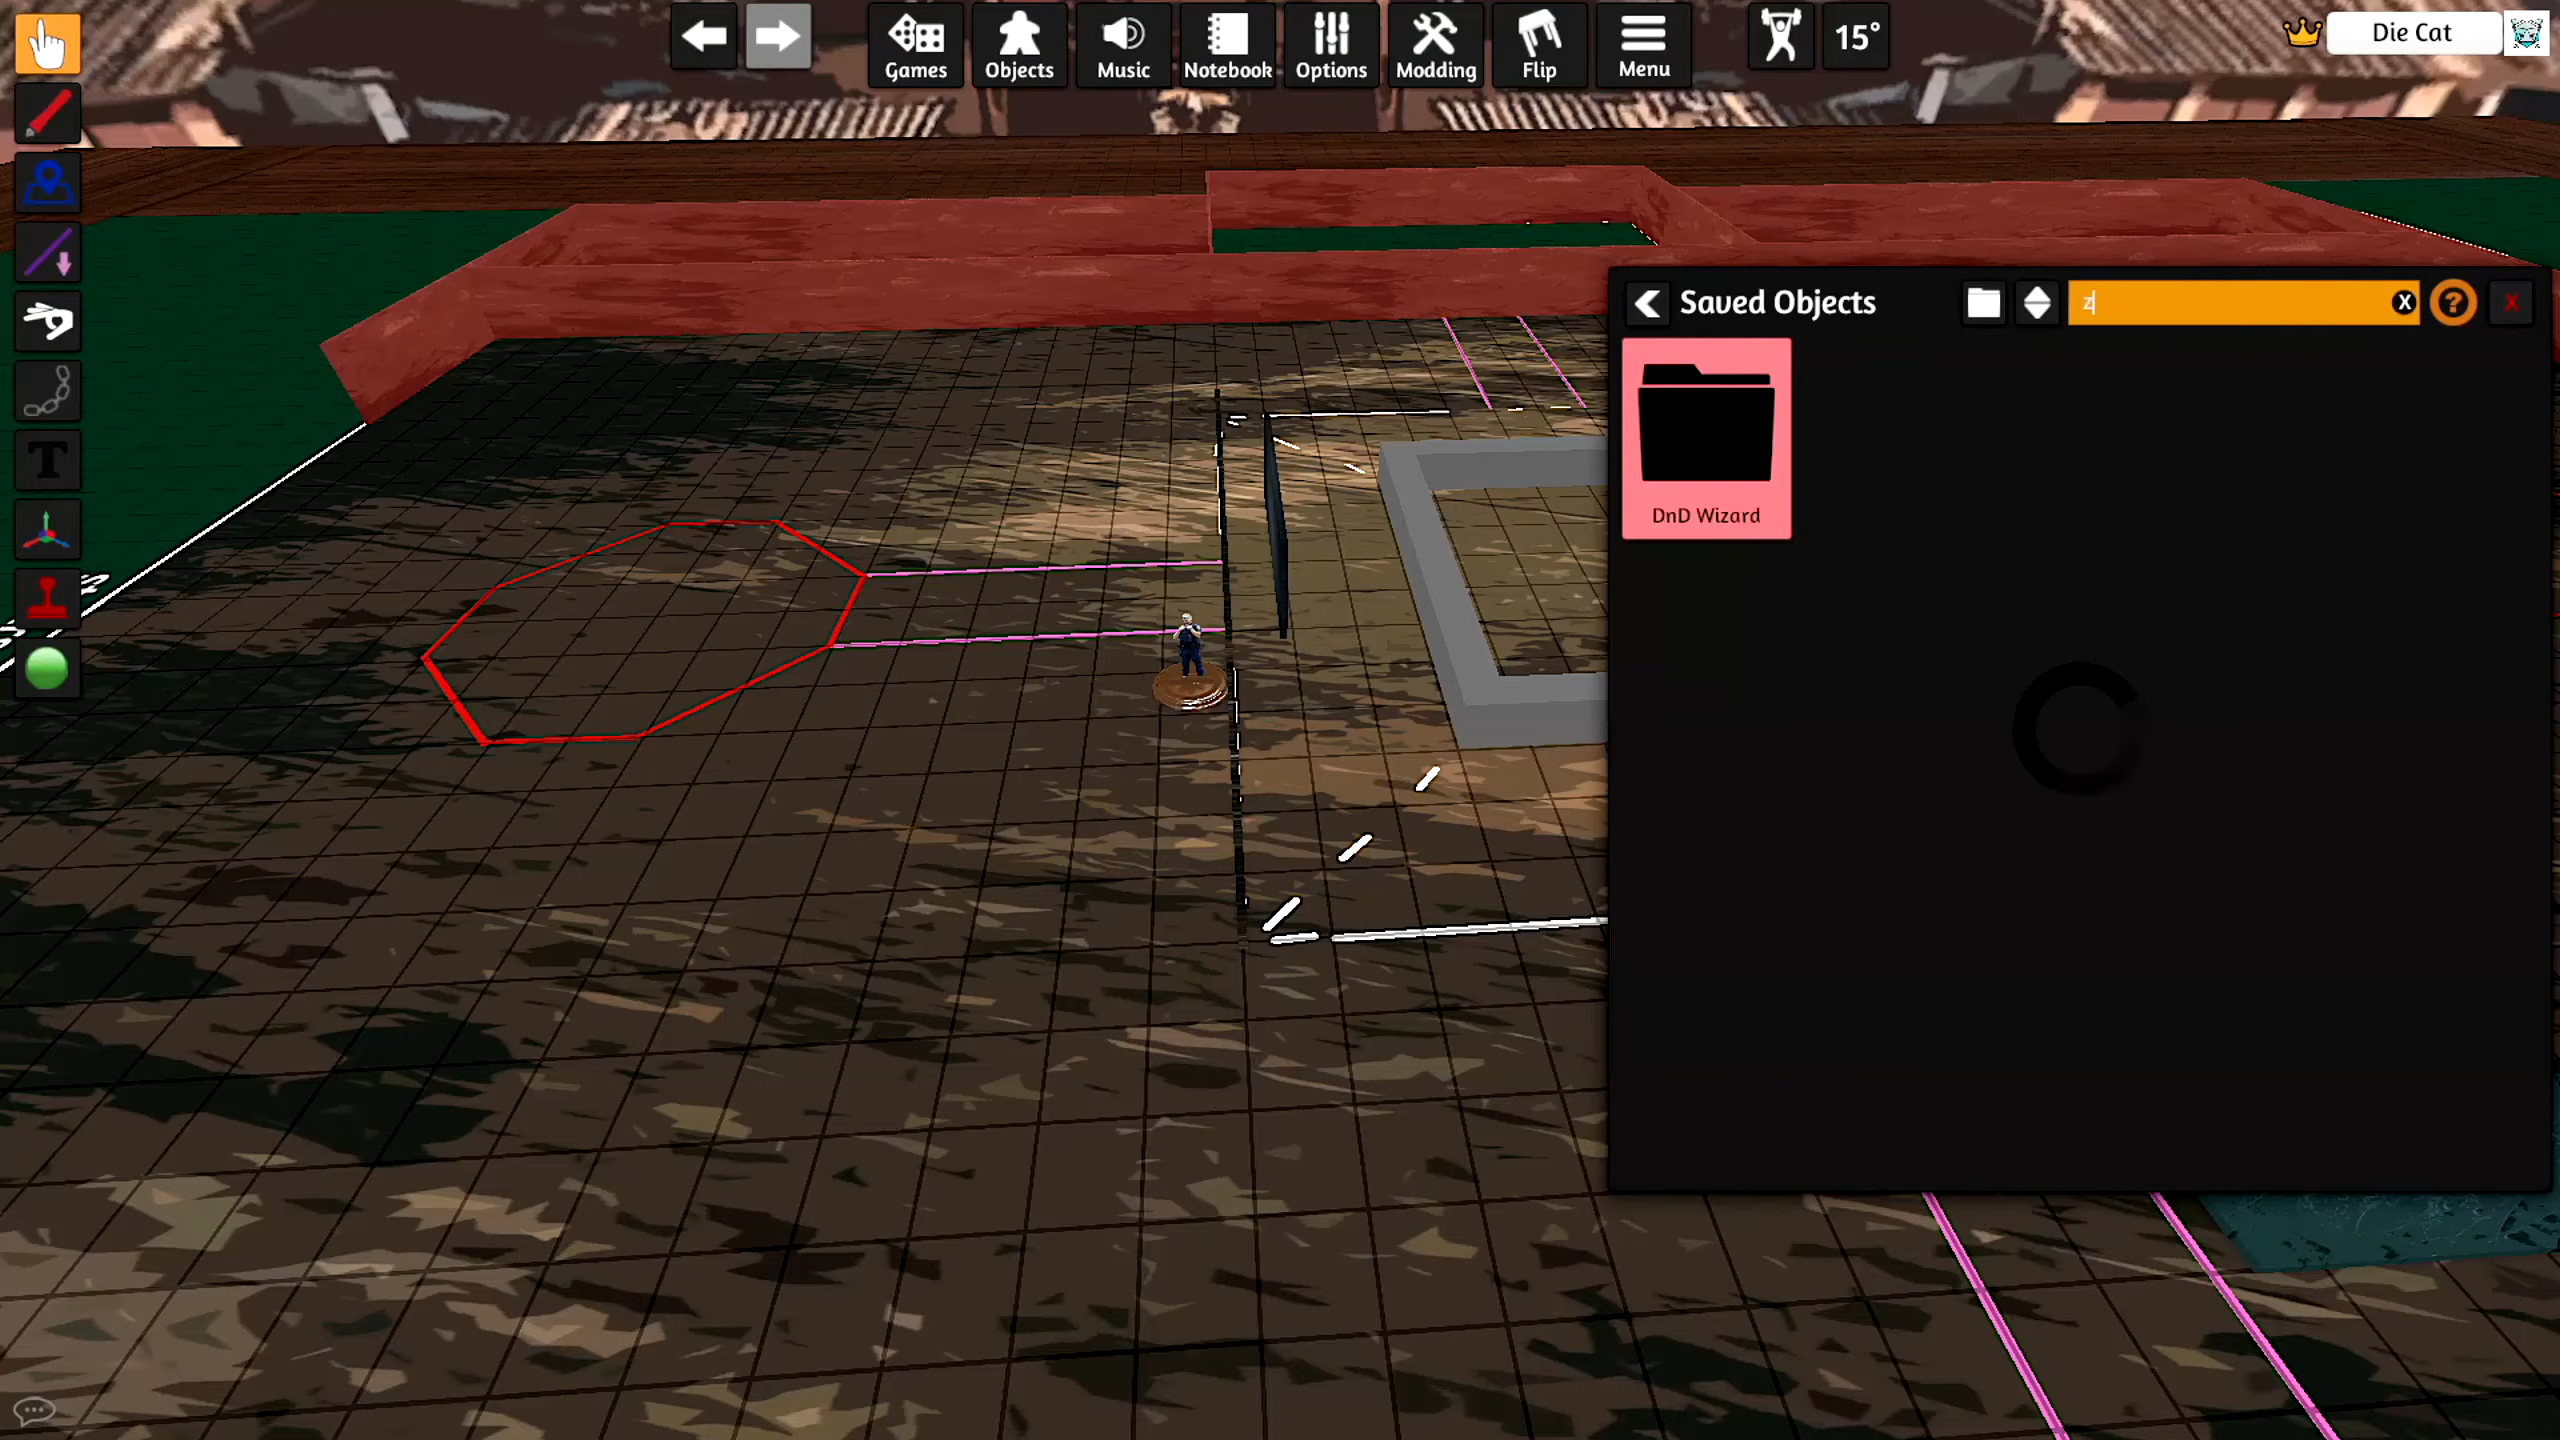 Games
Objects
Music
Notebook
Options
Modding
Flip
Menu
15°
Die Cat
Saved Objects
z
X
?
X
DnD Wizard
T